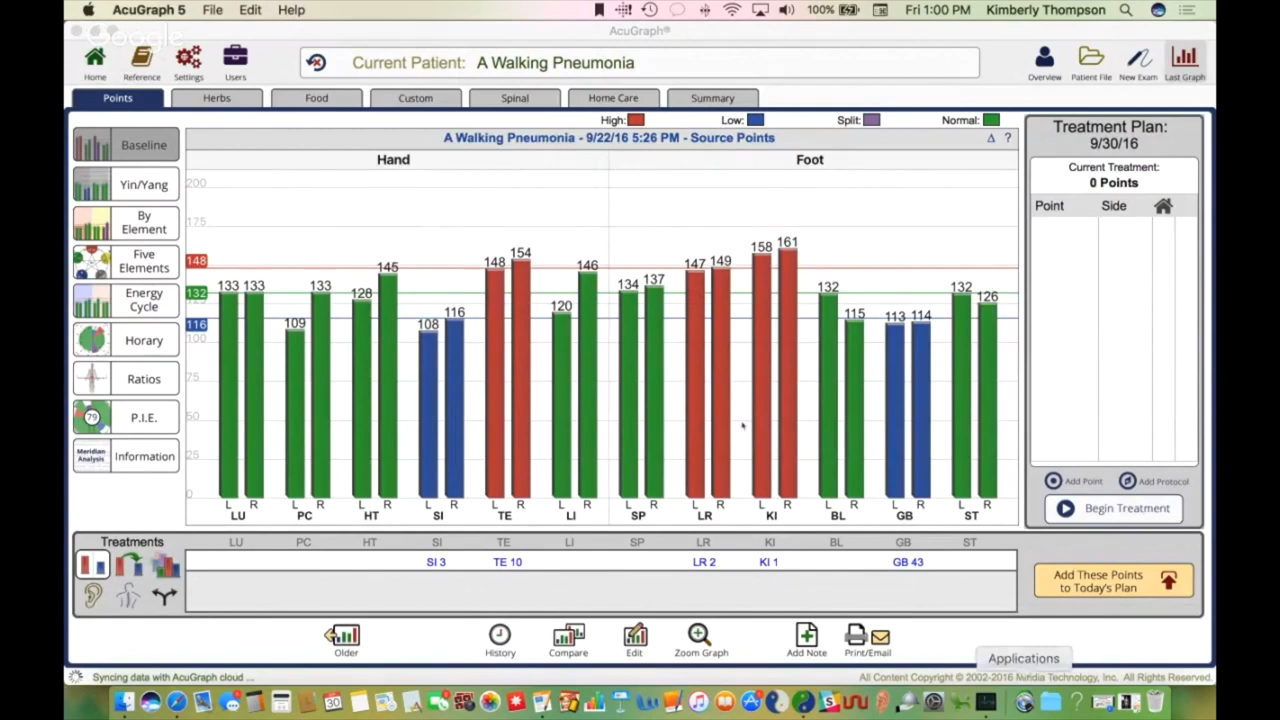 AcuGraph 5 File Edit Help 100% Fri 1:00 PM Kimberly Thompson
Google
AcuGraph®
Home Reference Settings Users
Current Patient: A Walking Pneumonia
Overview Patient File New Exam Last Graph
Points Herbs Food Custom Spinal Home Care Summary
High: Low: Split: Normal:
A Walking Pneumonia - 9/22/16 5:26 PM - Source Points Δ ?
Hand Foot
Baseline
Yin/Yang
By Element
Five Elements
Energy Cycle
Horary
Ratios
79 P.I.E.
Meridian Analysis Information
200
175
148
132
125
116
100
75
50
25
0
133 133 109 133 128 145 108 116 148 154 120 146 134 137 147 149 158 161 132 115 113 114 132 126
L R L R L R L R L R L R L R L R L R L R L R L R
LU PC HT SI TE LI SP LR KI BL GB ST
Treatment Plan:
9/30/16
Current Treatment:
0 Points
Point Side
Add Point Add Protocol
Begin Treatment
Treatments
LU PC HT SI TE LI SP LR KI BL GB ST
SI 3 TE 10 LR 2 KI 1 GB 43
Add These Points
to Today's Plan
Older History Compare Edit Zoom Graph Add Note Print/Email
Applications
Syncing data with AcuGraph cloud ...
All Content Copyright © 2002-2016 Miridia Technology, Inc. All Rights Reserved.
30